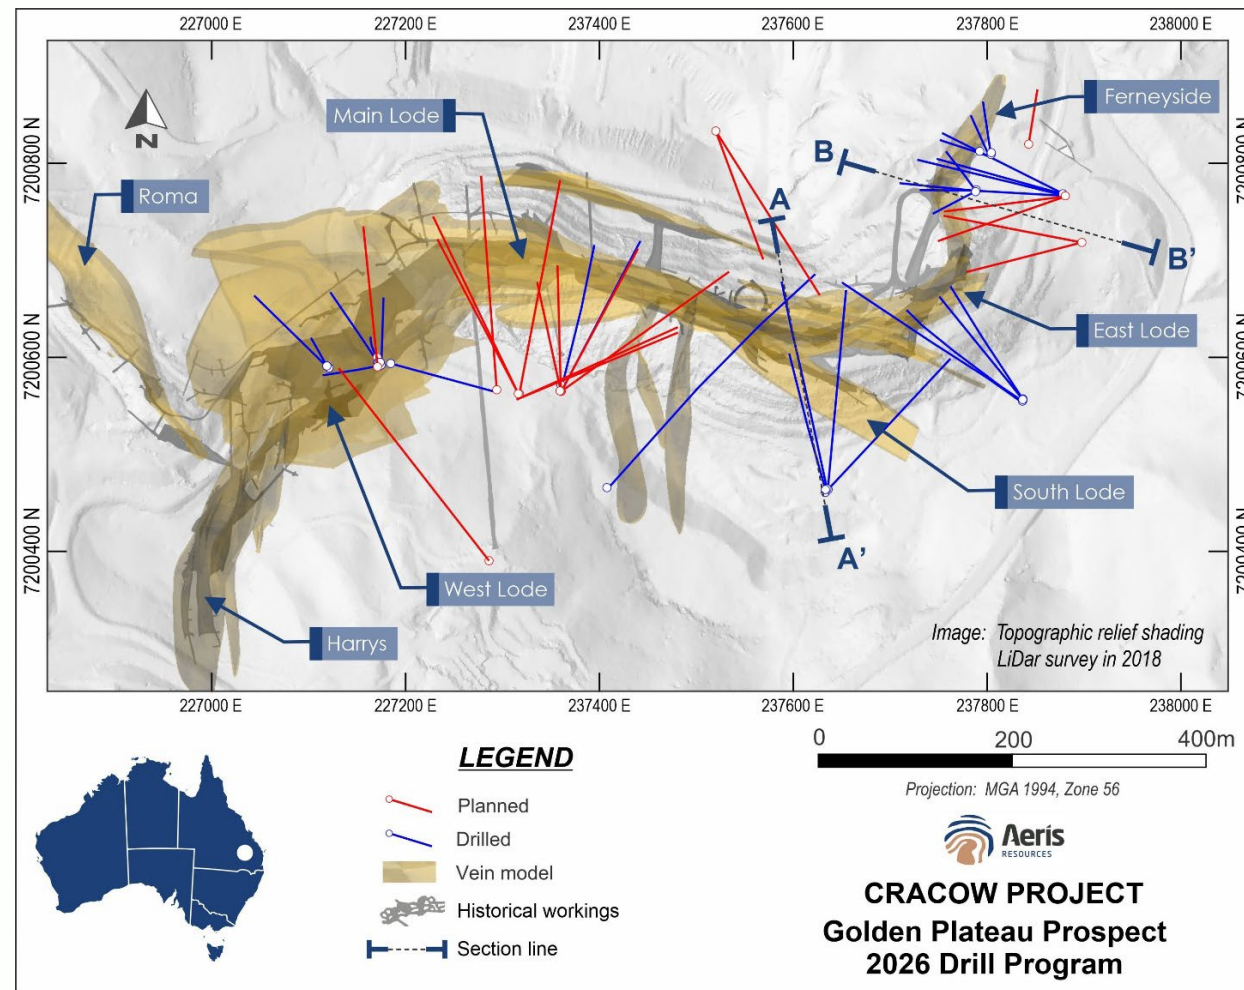 227000 E
227200 E
237400 E
237600 E
237800 E
238000 E
7200800 N
7200600 N
7200400 N
7200800 N
7200600 N
7200400 N
N
Main Lode
Ferneyside
Roma
B
A
B'
East Lode
South Lode
A'
West Lode
Harrys
Image: Topographic relief shading
LiDar survey in 2018
227000 E
227200 E
237400 E
237600 E
237800 E
238000 E
LEGEND
Planned
Drilled
Vein model
Historical workings
Section line
0 200 400m
Projection: MGA 1994, Zone 56
Aeris
RESOURCES
CRACOW PROJECT
Golden Plateau Prospect
2026 Drill Program